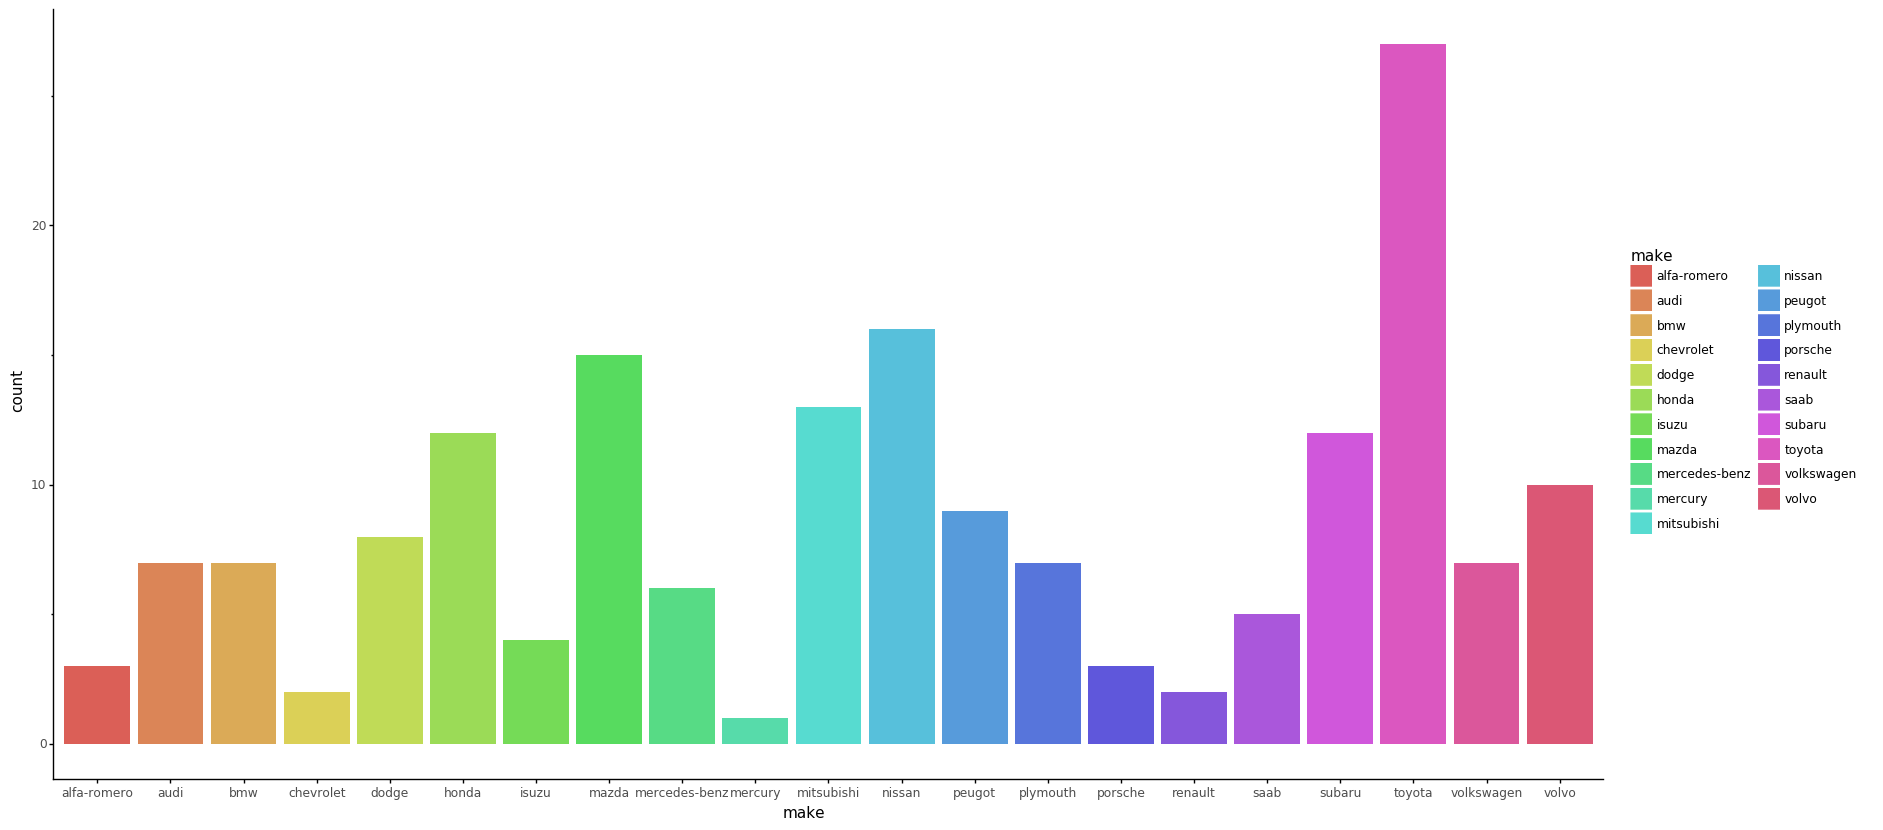 20
10
0
count
alfa-romero audi bmw chevrolet dodge honda isuzu mazda mercedes-benz mercury mitsubishi nissan peugot plymouth porsche renault saab subaru toyota volkswagen volvo
make
make
alfa-romero nissan
audi peugot
bmw plymouth
chevrolet porsche
dodge renault
honda saab
isuzu subaru
mazda toyota
mercedes-benz volkswagen
mercury volvo
mitsubishi